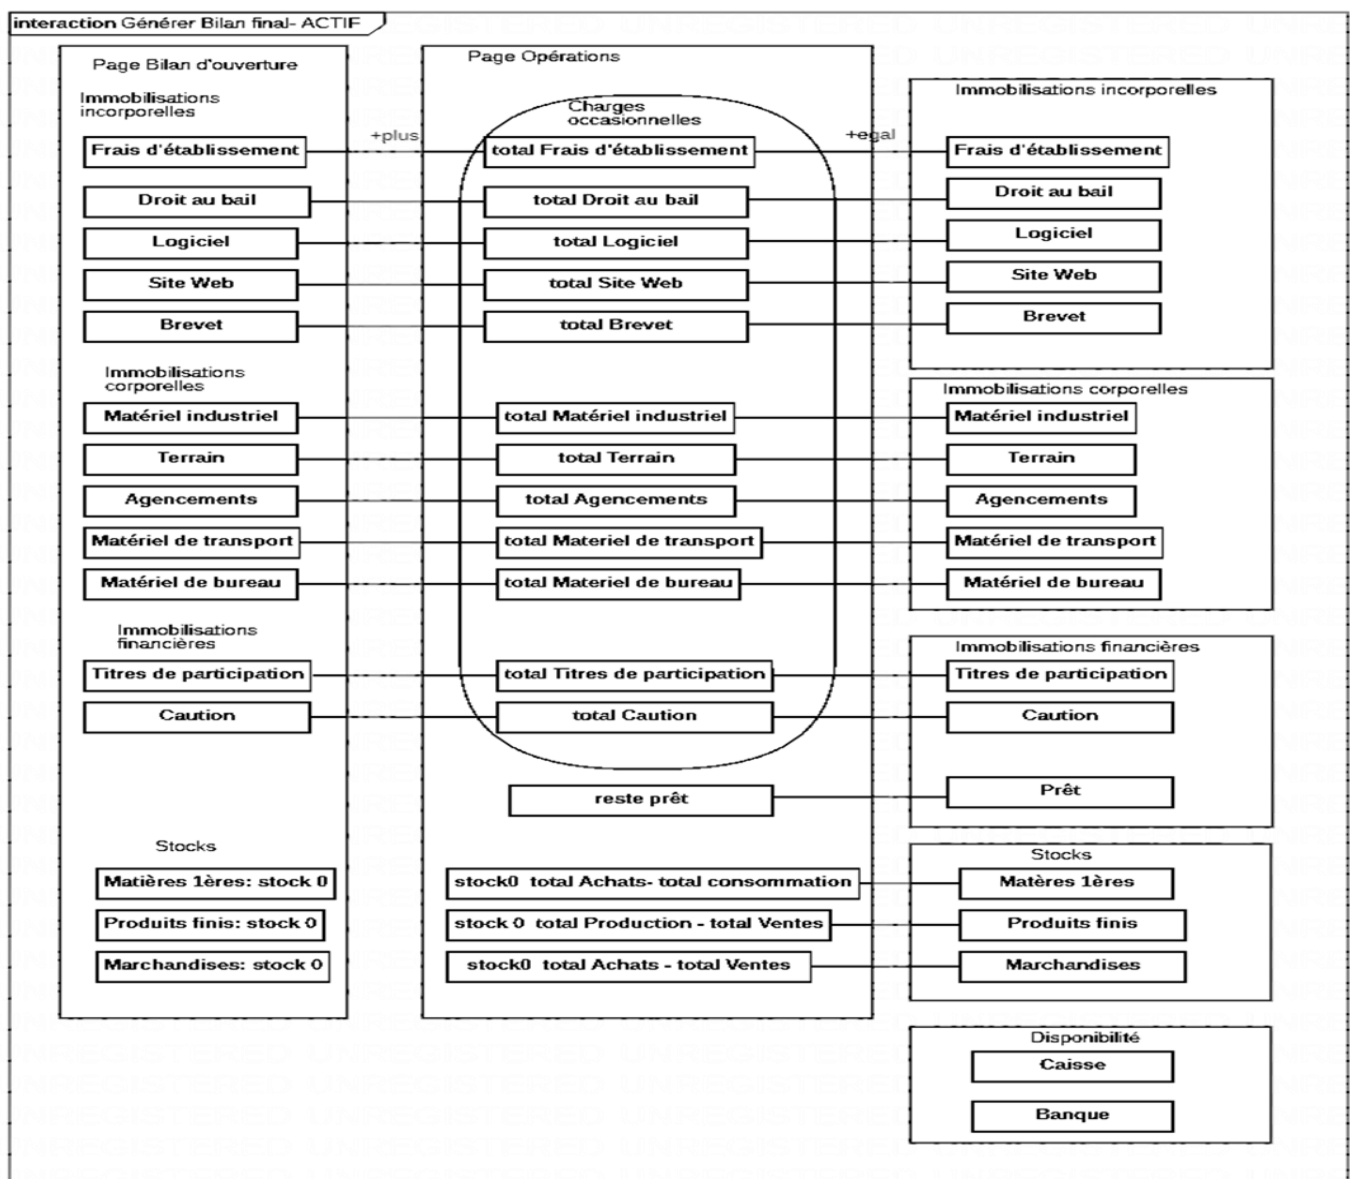 interaction Générer Bilan final- ACTIF
Page Bilan d'ouverture
Immobilisations
incorporelles
Frais d'établissement
Droit au bail
Logiciel
Site Web
Brevet
Immobilisations
corporelles
Matériel industriel
Terrain
Agencements
Matériel de transport
Matériel de bureau
Immobilisations
financières
Titres de participation
Caution
Stocks
Matières 1ères: stock 0
Produits finis: stock 0
Marchandises: stock 0
+plus
Page Opérations
Charges
occasionnelles
total Frais d'établissement
total Droit au bail
total Logiciel
total Site Web
total Brevet
total Matériel industriel
total Terrain
total Agencements
total Materiel de transport
total Materiel de bureau
total Titres de participation
total Caution
reste prêt
stock0 total Achats- total consommation
stock 0 total Production - total Ventes
stock0 total Achats - total Ventes
+egal
Immobilisations incorporelles
Frais d'établissement
Droit au bail
Logiciel
Site Web
Brevet
Immobilisations corporelles
Matériel industriel
Terrain
Agencements
Matériel de transport
Matériel de bureau
Immobilisations financières
Titres de participation
Caution
Prêt
Stocks
Matères 1ères
Produits finis
Marchandises
Disponibilité
Caisse
Banque
UNREGISTERED UNREGISTERED UNREGISTERED